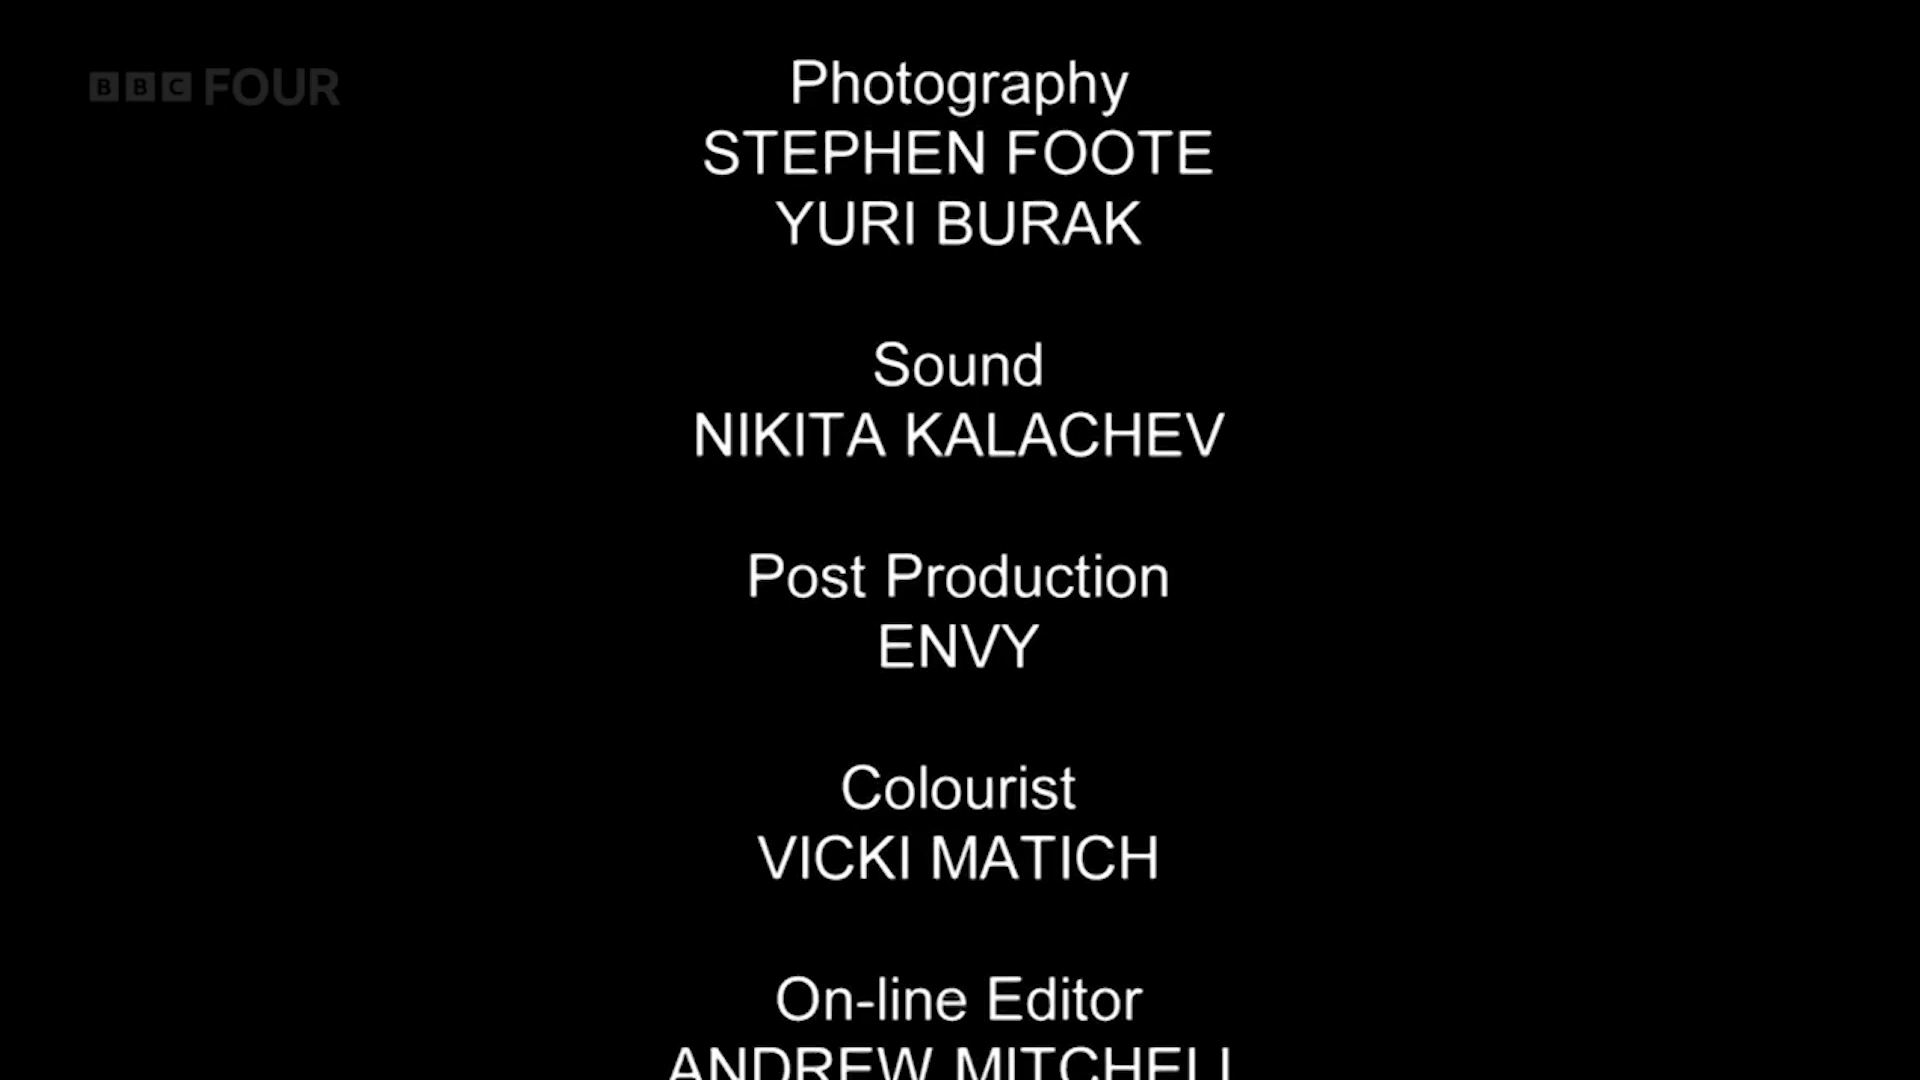 BBC FOUR
Photography
STEPHEN FOOTE
YURI BURAK
Sound
NIKITA KALACHEV
Post Production
ENVY
Colourist
VICKI MATICH
On-line Editor
ANDREW MITCHELL